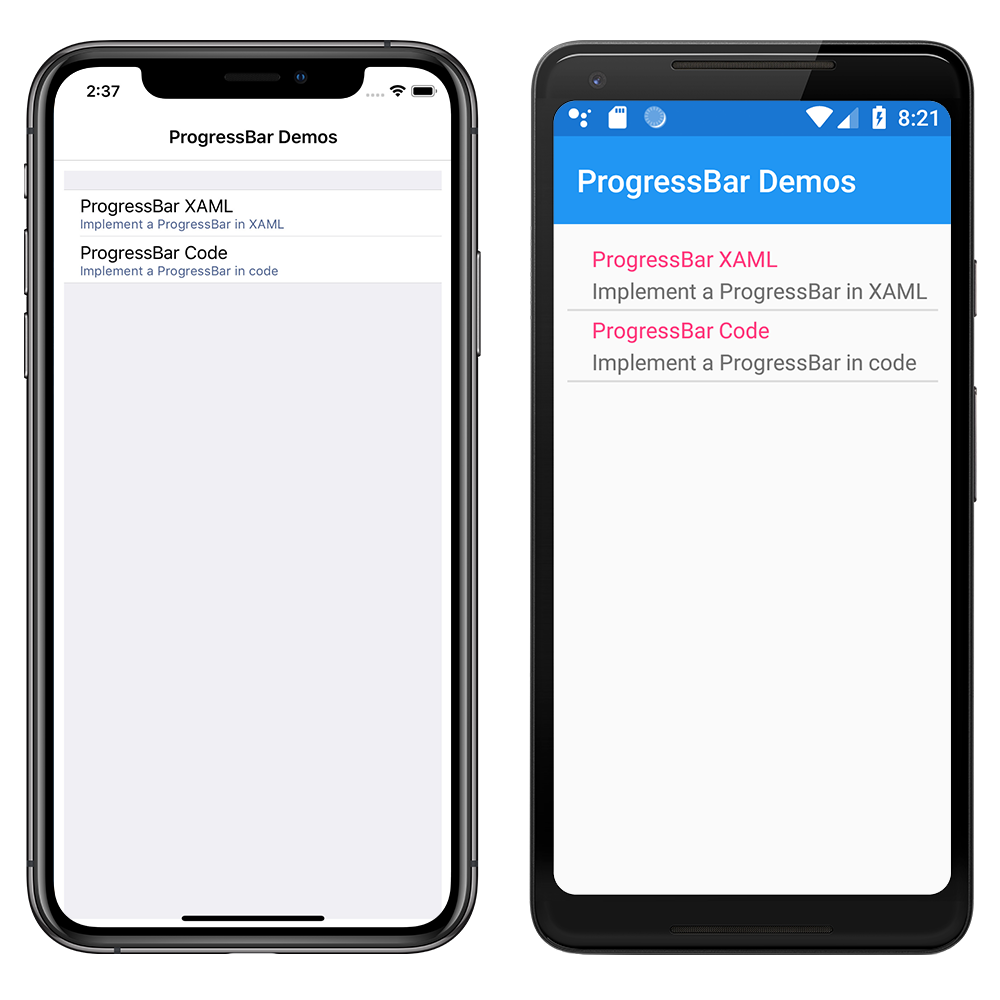 2:37
ProgressBar Demos
ProgressBar XAML
Implement a ProgressBar in XAML
ProgressBar Code
Implement a ProgressBar in code
8:21
ProgressBar Demos
ProgressBar XAML
Implement a ProgressBar in XAML
ProgressBar Code
Implement a ProgressBar in code